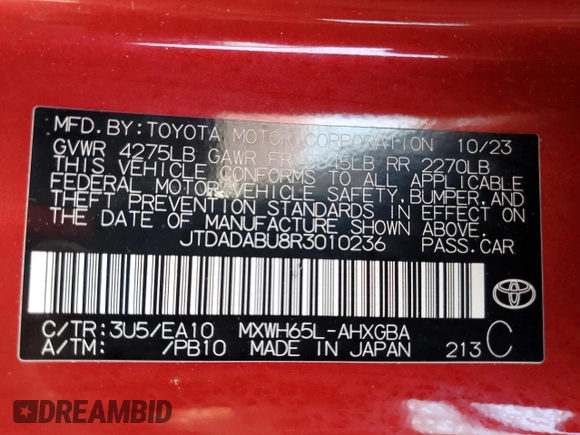 MFD. BY: TOYOTA MOTOR CORPORATION 10/23
GVWR 4275LB GAWR FR 2345LB RR 2270LB
THIS VEHICLE CONFORMS TO ALL APPLICABLE
FEDERAL MOTOR VEHICLE SAFETY, BUMPER, AND
THEFT PREVENTION STANDARDS IN EFFECT ON
THE DATE OF MANUFACTURE SHOWN ABOVE.
JTDADABU8R3010236 PASS.CAR
C/TR: 3U5/EA10 MXWH65L-AHXGBA
A/TM: /PB10 MADE IN JAPAN 213 C
DREAMBID